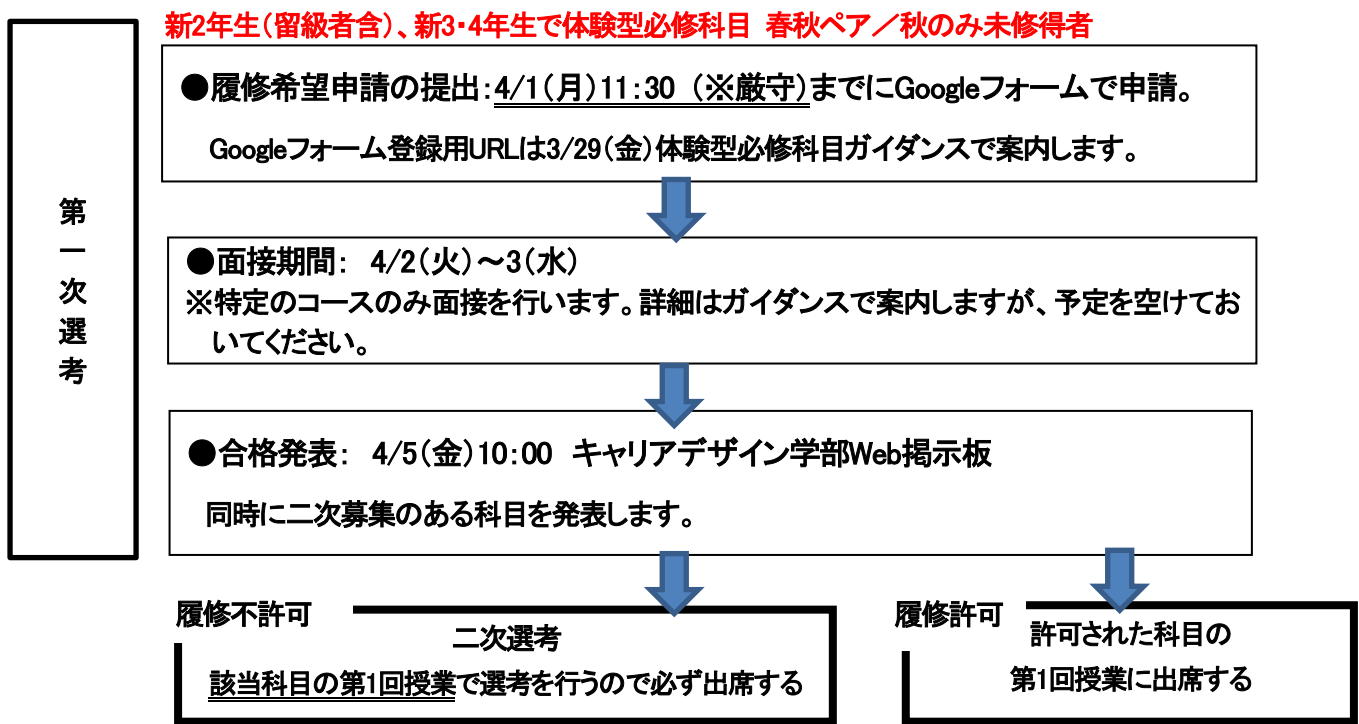 新2年生(留級者含)、新3・4年生で体験型必修科目 春秋ペア/秋のみ未修得者
第一次選考
●履修希望申請の提出:4/1(月)11:30 (※厳守)までにGoogleフォームで申請。
Googleフォーム登録用URLは3/29(金)体験型必修科目ガイダンスで案内します。
●面接期間: 4/2(火)~3(水)
※特定のコースのみ面接を行います。詳細はガイダンスで案内しますが、予定を空けてお
いてください。
●合格発表: 4/5(金)10:00 キャリアデザイン学部Web掲示板
同時に二次募集のある科目を発表します。
履修不許可
二次選考
該当科目の第1回授業で選考を行うので必ず出席する
履修許可
許可された科目の
第1回授業に出席する